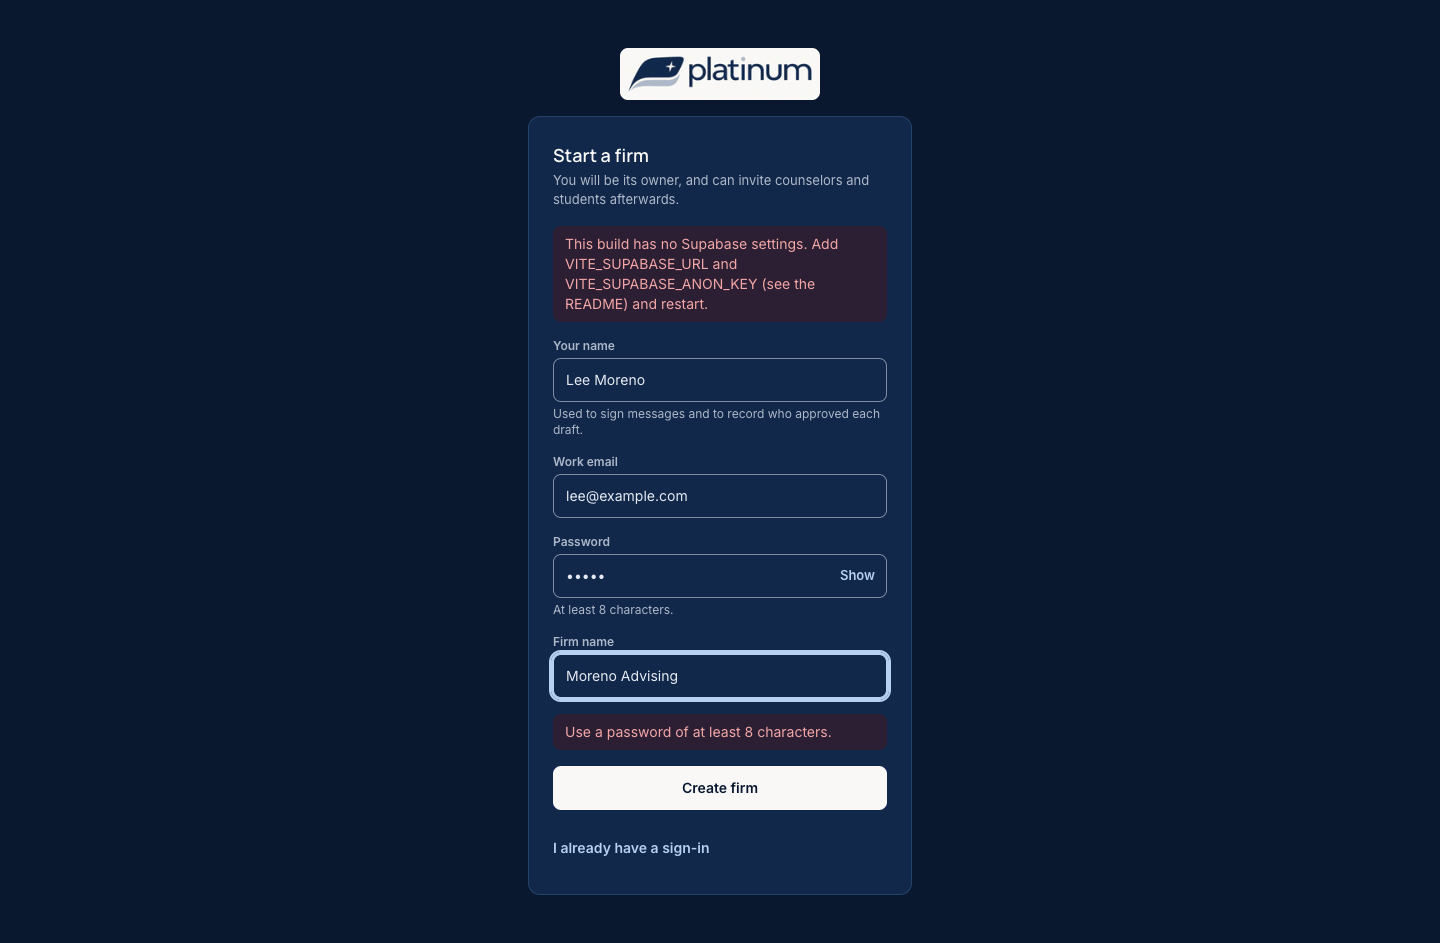 platinum
Start a firm
You will be its owner, and can invite counselors and
students afterwards.
This build has no Supabase settings. Add
VITE_SUPABASE_URL and
VITE_SUPABASE_ANON_KEY (see the
README) and restart.
Your name
Lee Moreno
Used to sign messages and to record who approved each
draft.
Work email
lee@example.com
Password
•••••
Show
At least 8 characters.
Firm name
Moreno Advising
Use a password of at least 8 characters.
Create firm
I already have a sign-in